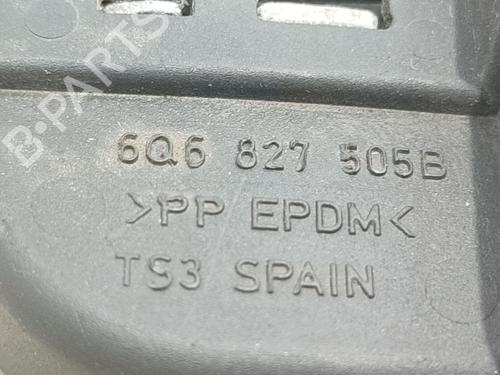 B-PARTS
6Q6 827 505B
>PP EPDM<
TS3 SPAIN